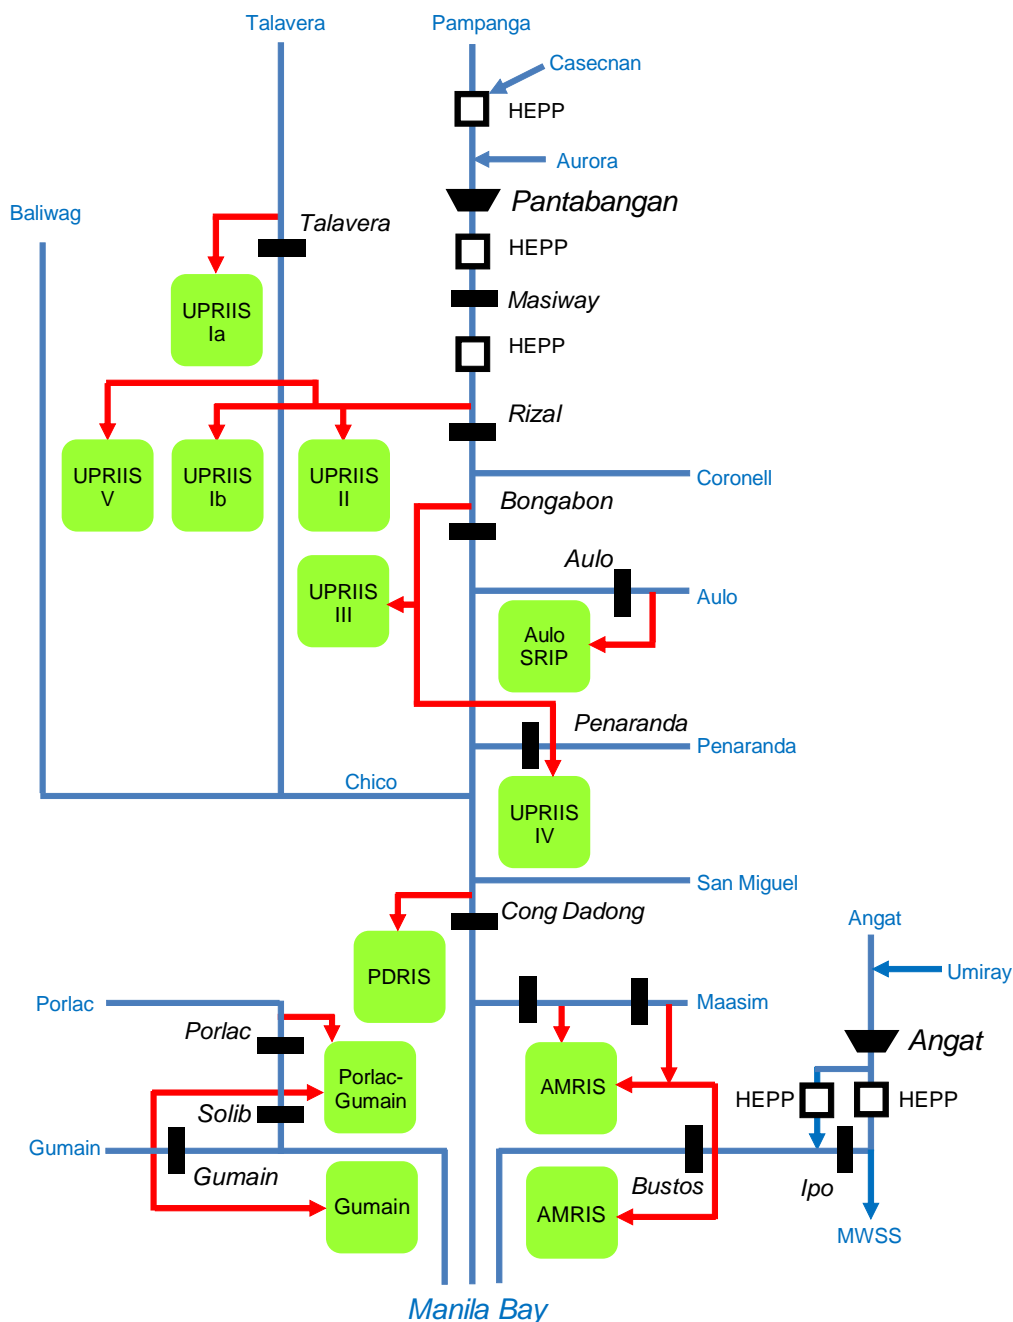 Talavera
Pampanga
Casecnan
HEPP
Aurora
Pantabangan
Baliwag
Talavera
HEPP
Masiway
UPRIIS
Ia
HEPP
Rizal
UPRIIS
V
UPRIIS
Ib
UPRIIS
II
Coronell
Bongabon
Aulo
UPRIIS
III
Aulo
Aulo
SRIP
Penaranda
Penaranda
Chico
UPRIIS
IV
San Miguel
Cong Dadong
Angat
PDRIS
Umiray
Porlac
Maasim
Porlac
Angat
Porlac-
Gumain
AMRIS
HEPP
HEPP
Solib
Gumain
Gumain
Bustos
Ipo
Gumain
AMRIS
MWSS
Manila Bay